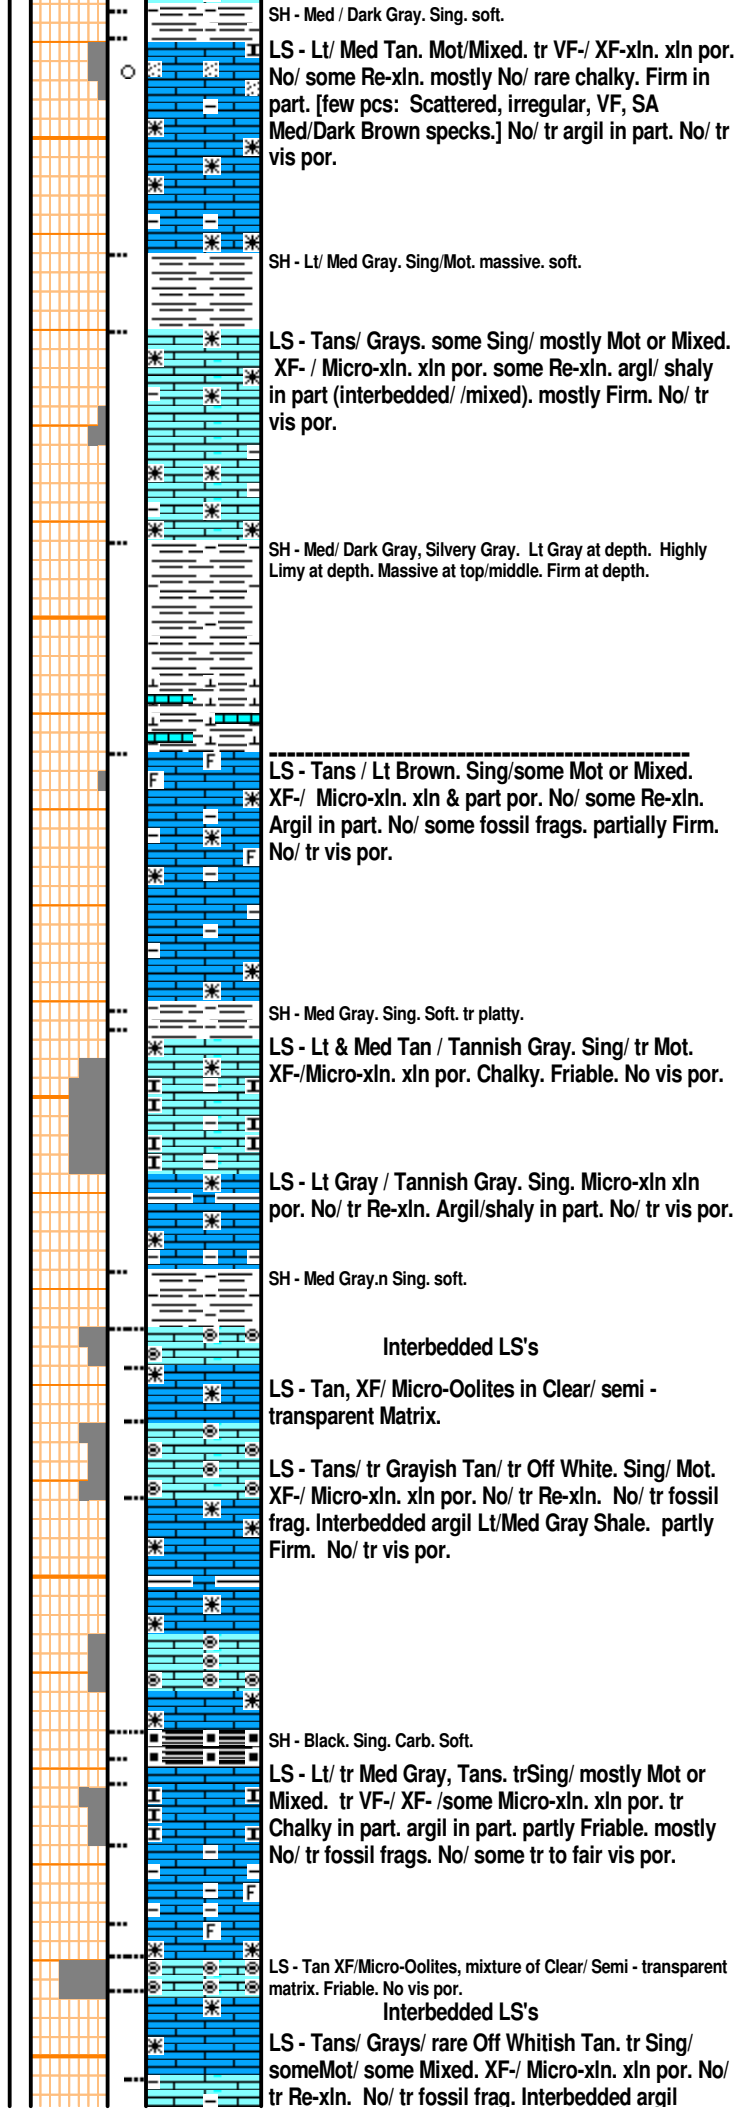 SH - Med / Dark Gray. Sing. soft.
LS - Lt/ Med Tan. Mot/Mixed. tr VF-/ XF-xln. xln por.
No/ some Re-xln. mostly No/ rare chalky. Firm in
part. [few pcs:  Scattered, irregular, VF, SA
Med/Dark Brown specks.] No/ tr argil in part. No/ tr
vis por.
SH - Lt/ Med Gray. Sing/Mot. massive. soft.
LS - Tans/ Grays. some Sing/ mostly Mot or Mixed.
XF- / Micro-xln. xln por. some Re-xln. argl/ shaly
in part (interbedded/ /mixed). mostly Firm. No/ tr
vis por.
SH - Med/ Dark Gray, Silvery Gray.  Lt Gray at depth.  Highly
Limy at depth. Massive at top/middle. Firm at depth.
-----------------------------------------------
F
LS - Tans / Lt Brown. Sing/some Mot or Mixed.
F
XF-/  Micro-xln. xln & part por. No/ some Re-xln.
Argil in part. No/ some fossil frags. partially Firm.
F
No/ tr vis por.
SH - Med Gray. Sing. Soft. tr platty.
LS - Lt & Med Tan / Tannish Gray. Sing/ tr Mot.
XF-/Micro-xln. xln por. Chalky. Friable. No vis por.
LS - Lt Gray / Tannish Gray. Sing. Micro-xln xln
por. No/ tr Re-xln. Argil/shaly in part. No/ tr vis por.
SH - Med Gray.n Sing. soft.
Interbedded LS's
LS - Tan, XF/ Micro-Oolites in Clear/ semi -
transparent Matrix.
LS - Tans/ tr Grayish Tan/ tr Off White. Sing/ Mot.
XF-/ Micro-xln. xln por. No/ tr Re-xln.  No/ tr fossil
frag. Interbedded argil Lt/Med Gray Shale.  partly
Firm.  No/ tr vis por.
SH - Black. Sing. Carb. Soft.
LS - Lt/ tr Med Gray, Tans. trSing/ mostly Mot or
Mixed.  tr VF-/ XF- /some Micro-xln. xln por. tr
Chalky in part. argil in part. partly Friable. mostly
No/ tr fossil frags. No/ some tr to fair vis por.
F
F
LS - Tan XF/Micro-Oolites, mixture of Clear/ Semi - transparent
matrix. Friable. No vis por.
Interbedded LS's
LS - Tans/ Grays/ rare Off Whitish Tan. tr Sing/
someMot/ some Mixed. XF-/ Micro-xln. xln por. No/
tr Re-xln.  No/ tr fossil frag. Interbedded argil